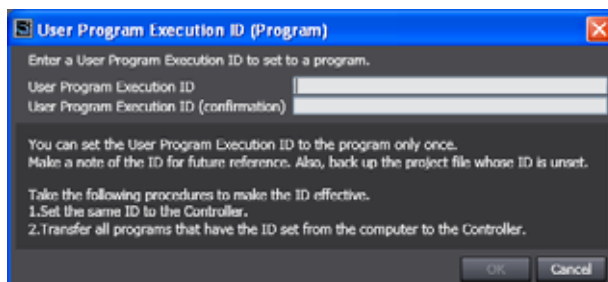 User Program Execution ID (Program)
Enter a User Program Execution ID to set to a program.
User Program Execution ID
User Program Execution ID (confirmation)
You can set the User Program Execution ID to the program only once.
Make a note of the ID for future reference. Also, back up the project file whose ID is unset.
Take the following procedures to make the ID effective.
1.Set the same ID to the Controller.
2.Transfer all programs that have the ID set from the computer to the Controller.
OK Cancel